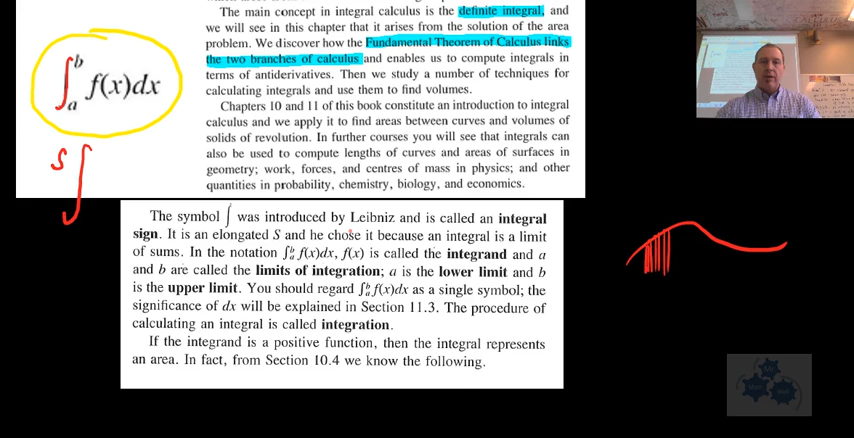 The main concept in integral calculus is the definite integral, and
we will see in this chapter that it arises from the solution of the area
problem. We discover how the Fundamental Theorem of Calculus links
the two branches of calculus and enables us to compute integrals in
terms of antiderivatives. Then we study a number of techniques for
calculating integrals and use them to find volumes.
Chapters 10 and 11 of this book constitute an introduction to integral
calculus and we apply it to find areas between curves and volumes of
solids of revolution. In further courses you will see that integrals can
also be used to compute lengths of curves and areas of surfaces in
geometry; work, forces, and centres of mass in physics; and other
quantities in probability, chemistry, biology, and economics.
∫ₐᵇ f(x)dx
S ∫
The symbol ∫ was introduced by Leibniz and is called an integral
sign. It is an elongated S and he chose it because an integral is a limit
of sums. In the notation ∫ₐᵇ f(x)dx, f(x) is called the integrand and a
and b are called the limits of integration; a is the lower limit and b
is the upper limit. You should regard ∫ₐᵇ f(x)dx as a single symbol; the
significance of dx will be explained in Section 11.3. The procedure of
calculating an integral is called integration.
If the integrand is a positive function, then the integral represents
an area. In fact, from Section 10.4 we know the following.